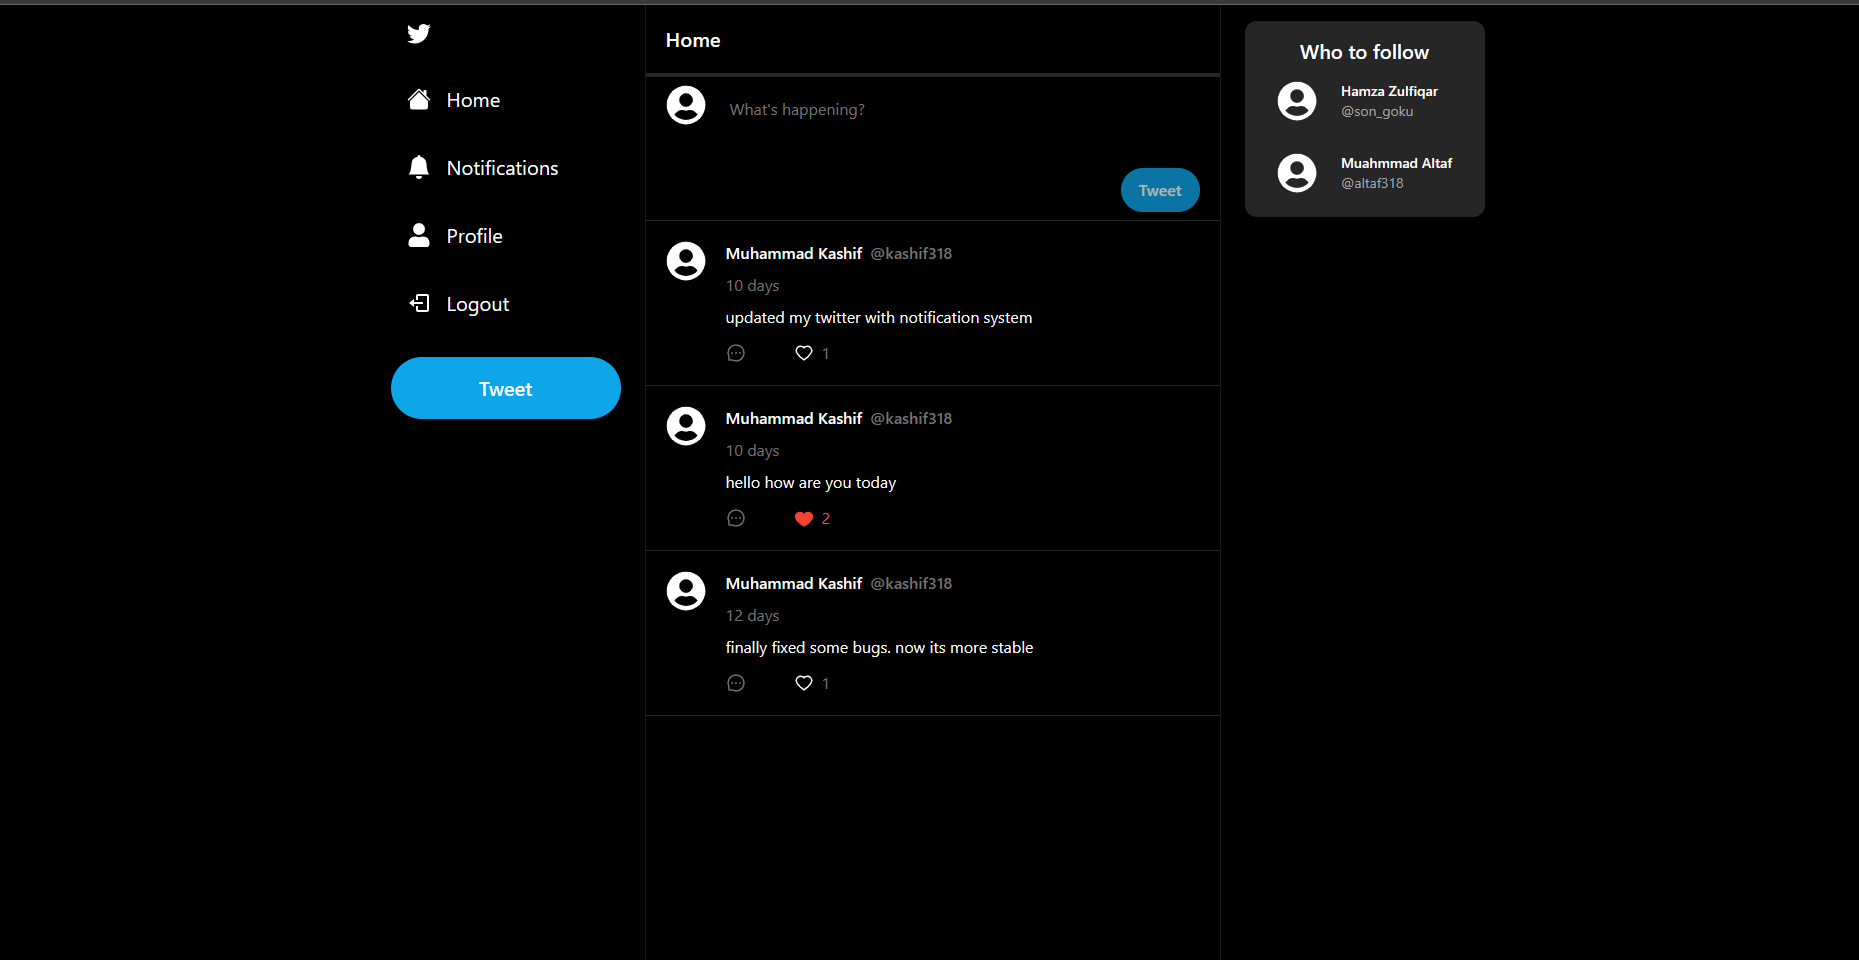 Home
Notifications
Profile
Logout
Tweet
Home
What's happening?
Tweet
Muhammad Kashif @kashif318
10 days
updated my twitter with notification system
1
Muhammad Kashif @kashif318
10 days
hello how are you today
2
Muhammad Kashif @kashif318
12 days
finally fixed some bugs. now its more stable
1
Who to follow
Hamza Zulfiqar
@son_goku
Muahmmad Altaf
@altaf318